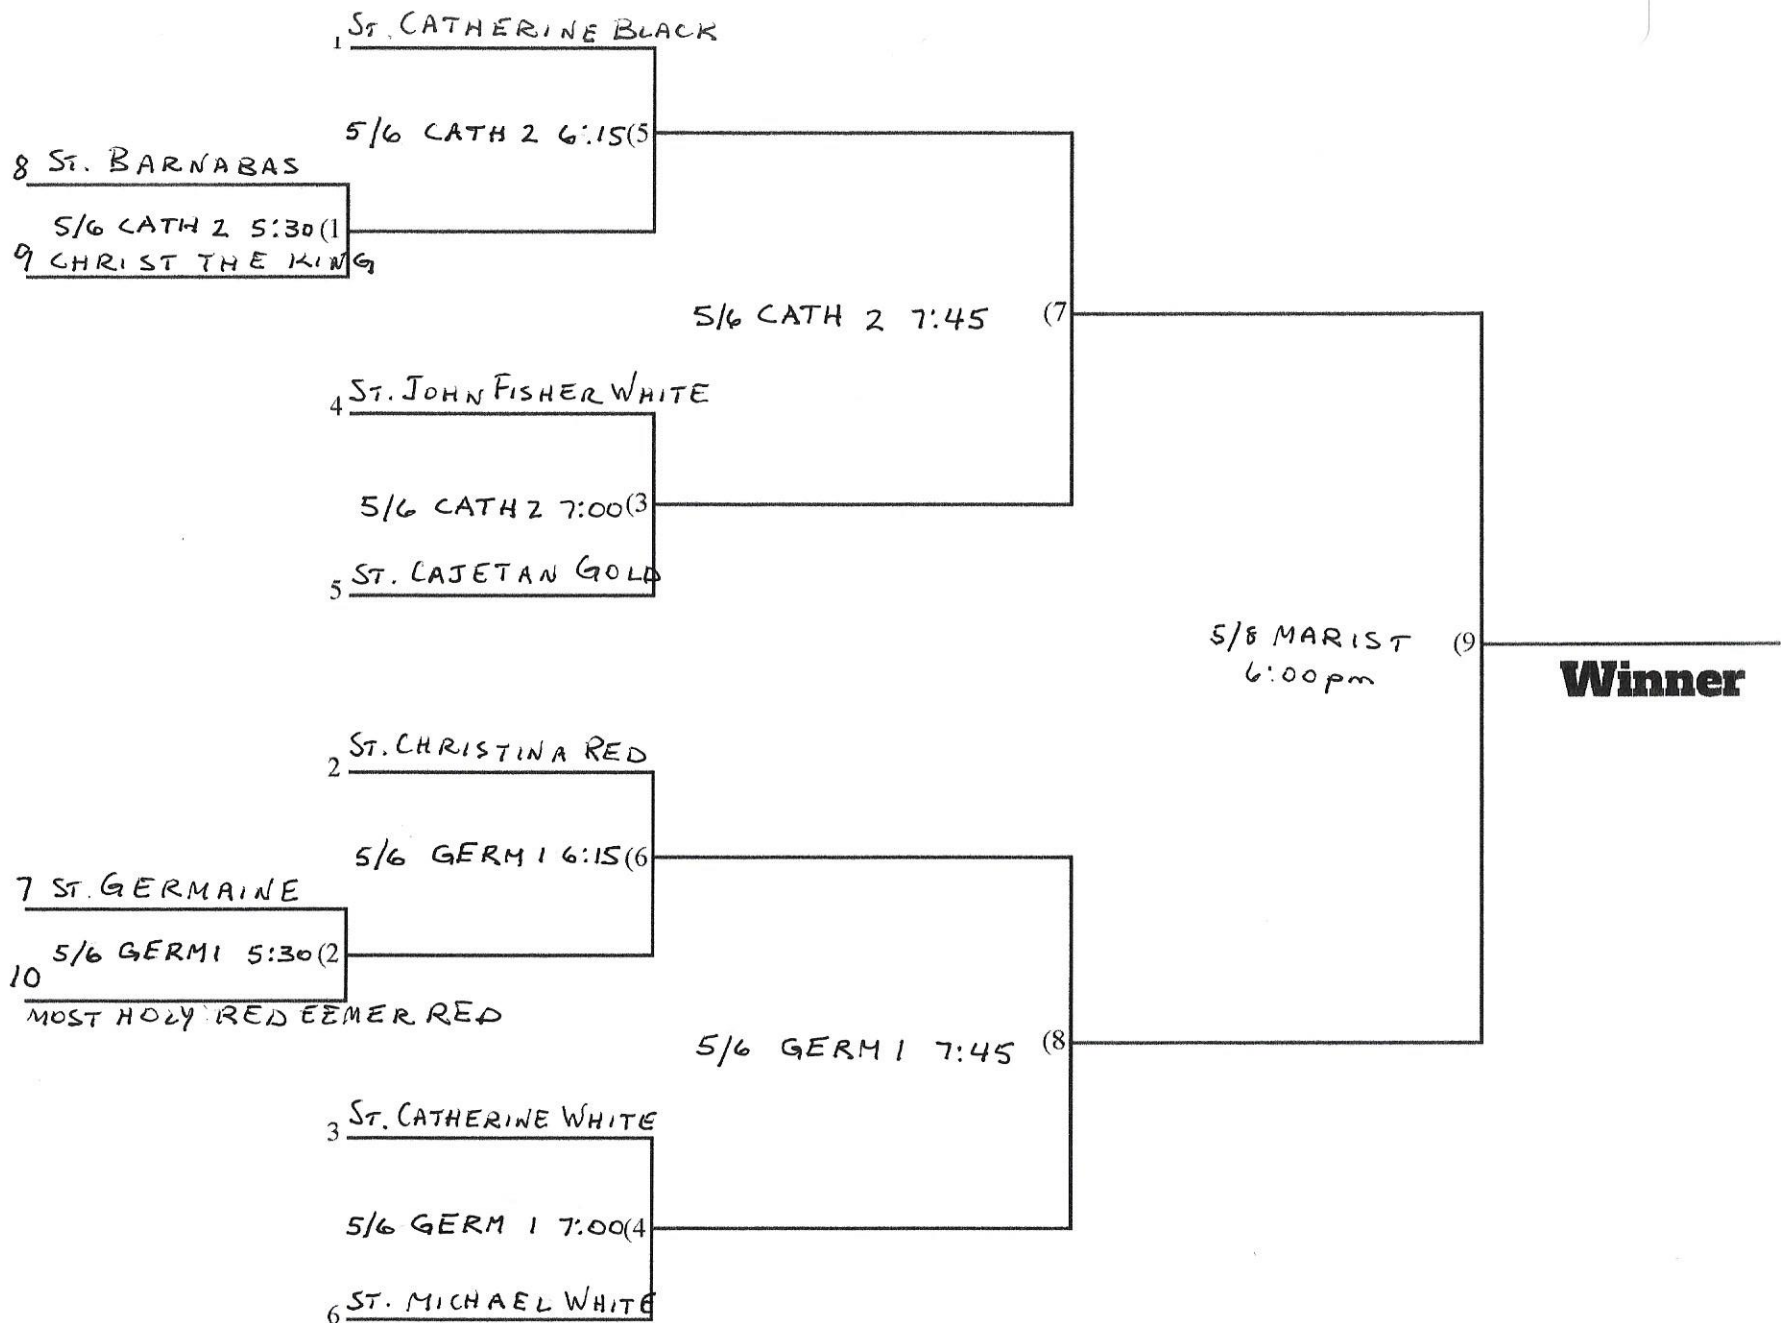 1 ST. CATHERINE BLACK
5/6 CATH 2 6:15(5
8 ST. BARNABAS
5/6 CATH 2 5:30(1
9 CHRIST THE KING
5/6 CATH 2 7:45 (7
4 ST. JOHN FISHER WHITE
5/6 CATH 2 7:00(3
5 ST. CAJETAN GOLD
5/8 MARIST (9
6:00pm
Winner
2 ST. CHRISTINA RED
5/6 GERM 1 6:15(6
7 ST. GERMAINE
5/6 GERM1 5:30(2
10
MOST HOLY REDEEMER RED
5/6 GERM 1 7:45 (8
3 ST. CATHERINE WHITE
5/6 GERM 1 7:00(4
6 ST. MICHAEL WHITE